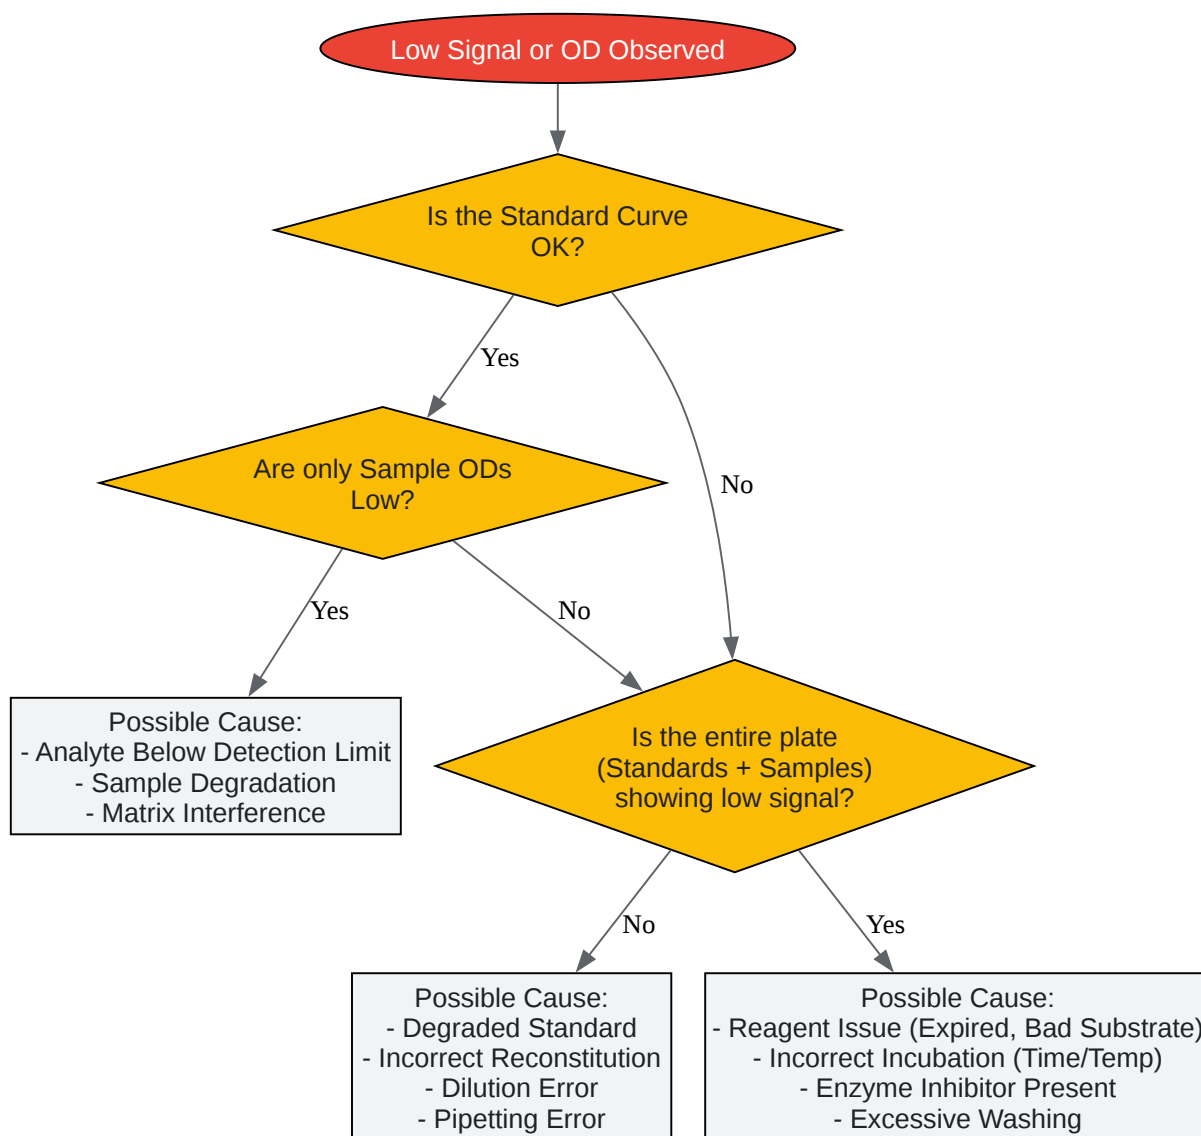 Low Signal or OD Observed
Is the Standard Curve
OK?
Yes
No
Are only Sample ODs
Low?
Yes
No
Possible Cause:
- Analyte Below Detection Limit
- Sample Degradation
- Matrix Interference
Is the entire plate
(Standards + Samples)
showing low signal?
No
Yes
Possible Cause:
- Degraded Standard
- Incorrect Reconstitution
- Dilution Error
- Pipetting Error
Possible Cause:
- Reagent Issue (Expired, Bad Substrate)
- Incorrect Incubation (Time/Temp)
- Enzyme Inhibitor Present
- Excessive Washing